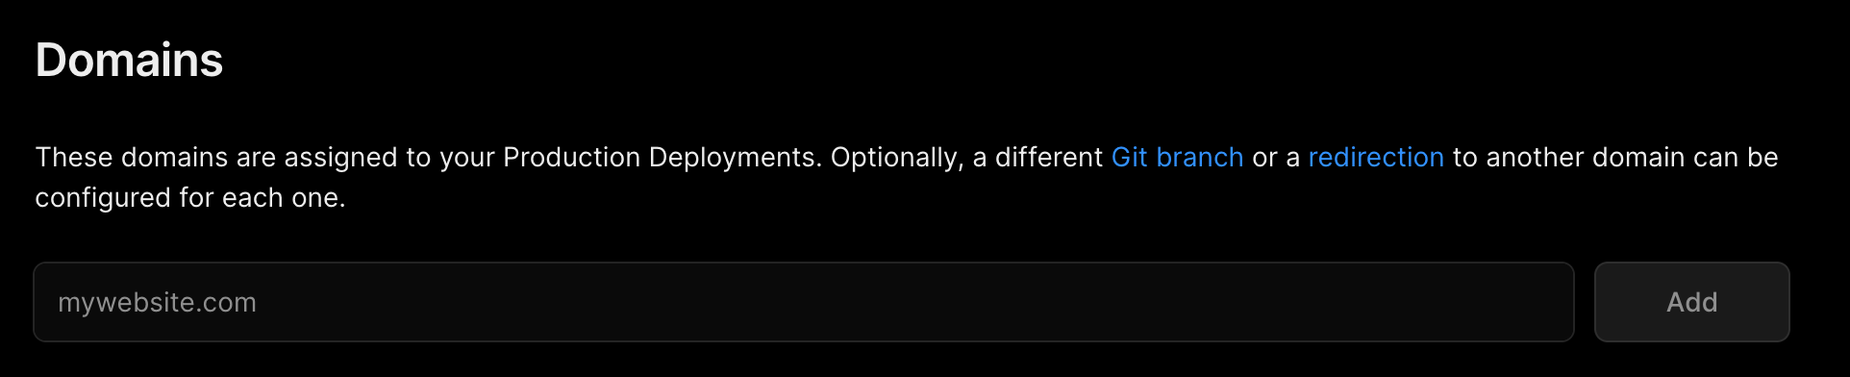 Domains
These domains are assigned to your Production Deployments. Optionally, a different Git branch or a redirection to another domain can be
configured for each one.
mywebsite.com
Add